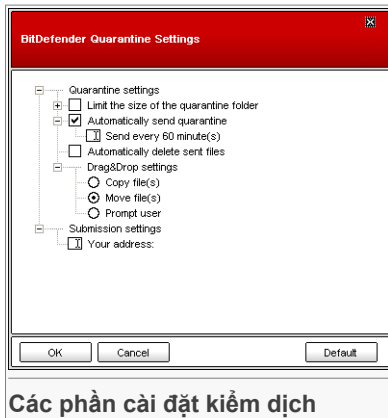 BitDefender Quarantine Settings
Quarantine settings
Limit the size of the quarantine folder
Automatically send quarantine
Send every 60 minute(s)
Automatically delete sent files
Drag&Drop settings
Copy file(s)
Move file(s)
Prompt user
Submission settings
Your address:
OK Cancel Default
Các phần cài đặt kiểm dịch